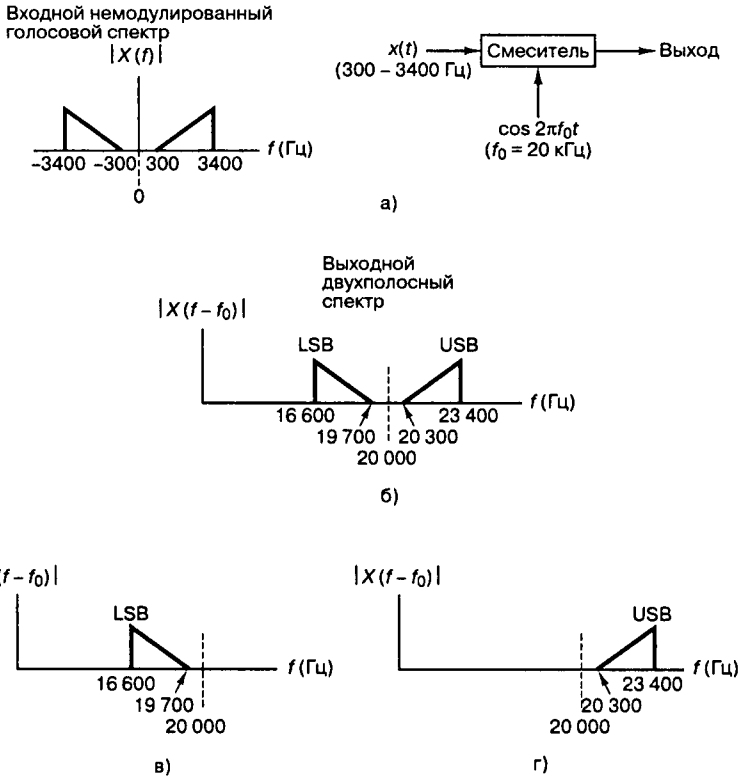 Входной немодулированный
голосовой спектр
|X(f)|
-3400 -300 300 3400 f (Гц)
0
x(t)
(300 – 3400 Гц)
Смеситель
Выход
cos 2πf₀t
(f₀ = 20 кГц)
а)
Выходной
двухполосный
спектр
|X(f – f₀)|
LSB USB
16 600 23 400 f (Гц)
19 700 20 300
20 000
б)
(f – f₀)|
LSB
16 600 f (Гц)
19 700
20 000
в)
|X(f – f₀)|
USB
23 400 f (Гц)
20 300
20 000
г)